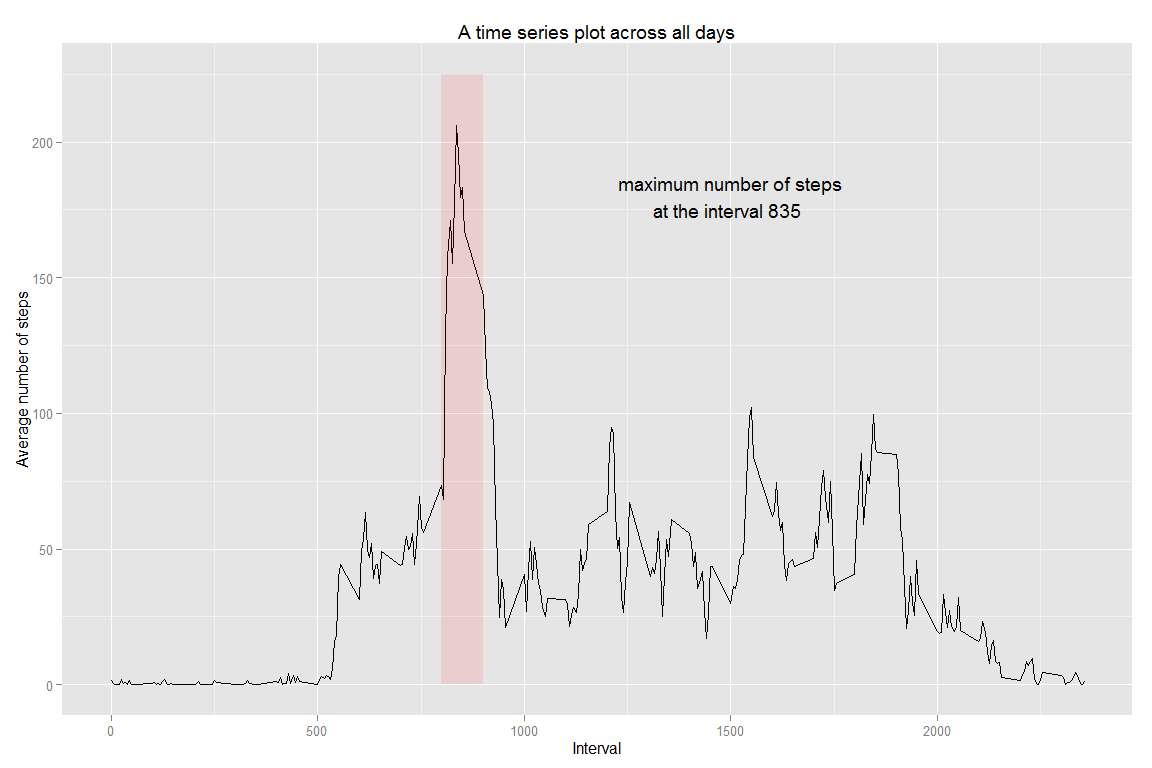 A time series plot across all days
maximum number of steps
at the interval 835
Average number of steps
200
150
100
50
0
0 500 1000 1500 2000
Interval